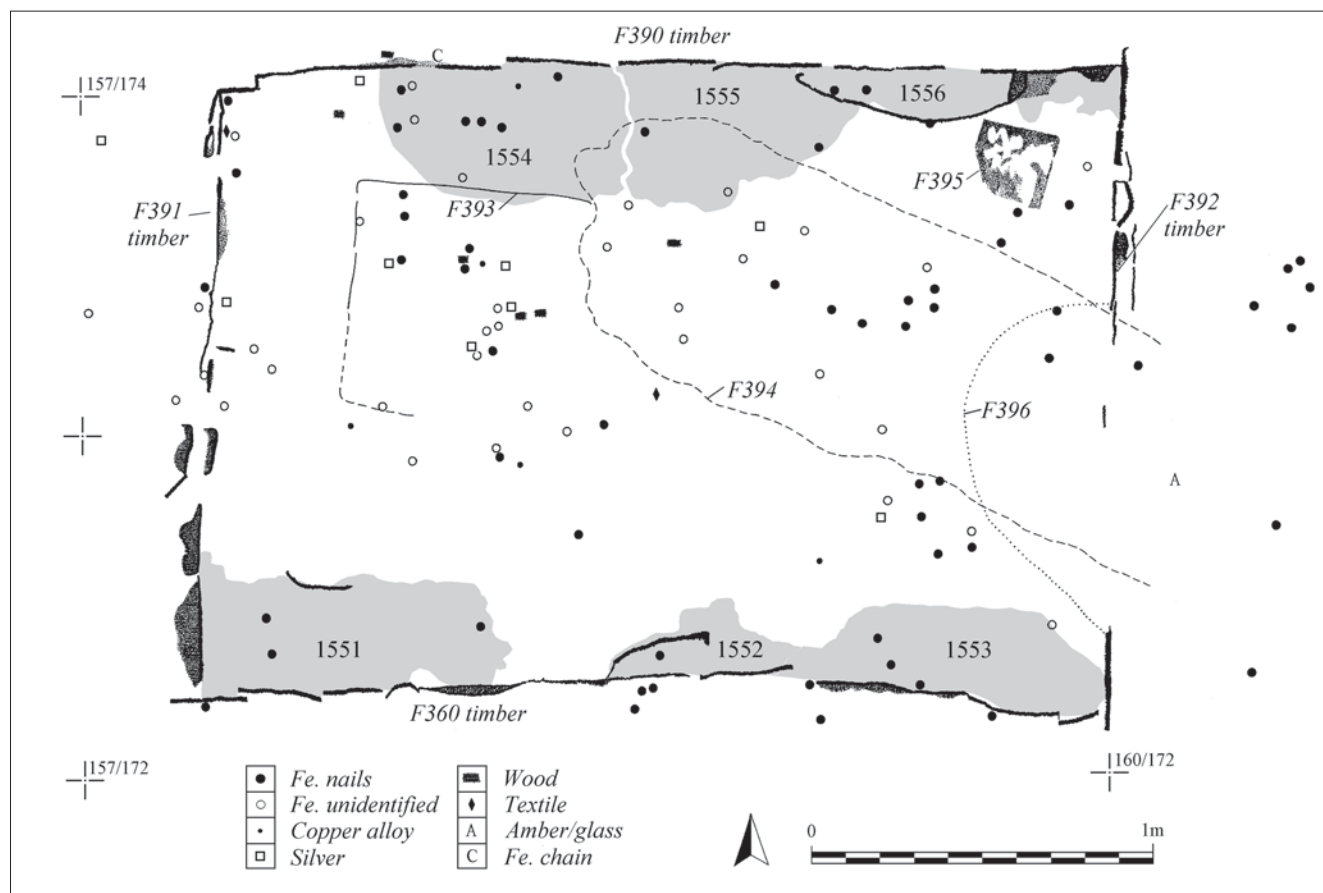 F390 timber
C
157/174
1555
1556
1554
F395
F393
F391
timber
F392
timber
F394
F396
A
1551
1552
1553
F360 timber
157/172
160/172
Fe. nails
Fe. unidentified
Copper alloy
Silver
Wood
Textile
A Amber/glass
C Fe. chain
0 1m